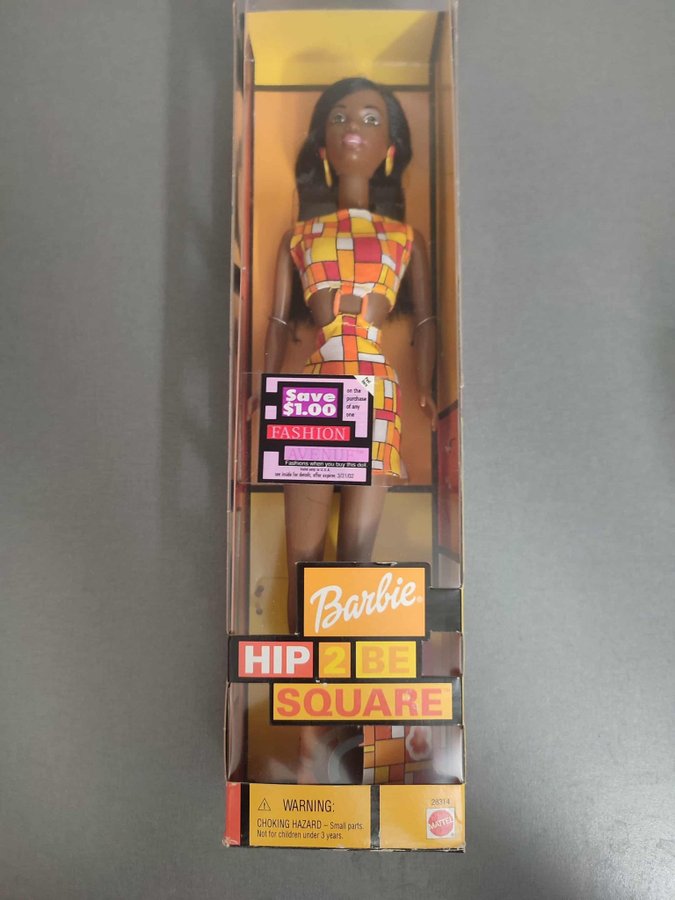 Save
$1.00
on the
purchase
of any
one
FASHION
AVENUE™
Fashions when you buy this doll.
see inside for details; offer expires 3/31/02
Barbie®
HIP 2 BE
SQUARE™
⚠ WARNING:
CHOKING HAZARD – Small parts.
Not for children under 3 years.
28314
MATTEL